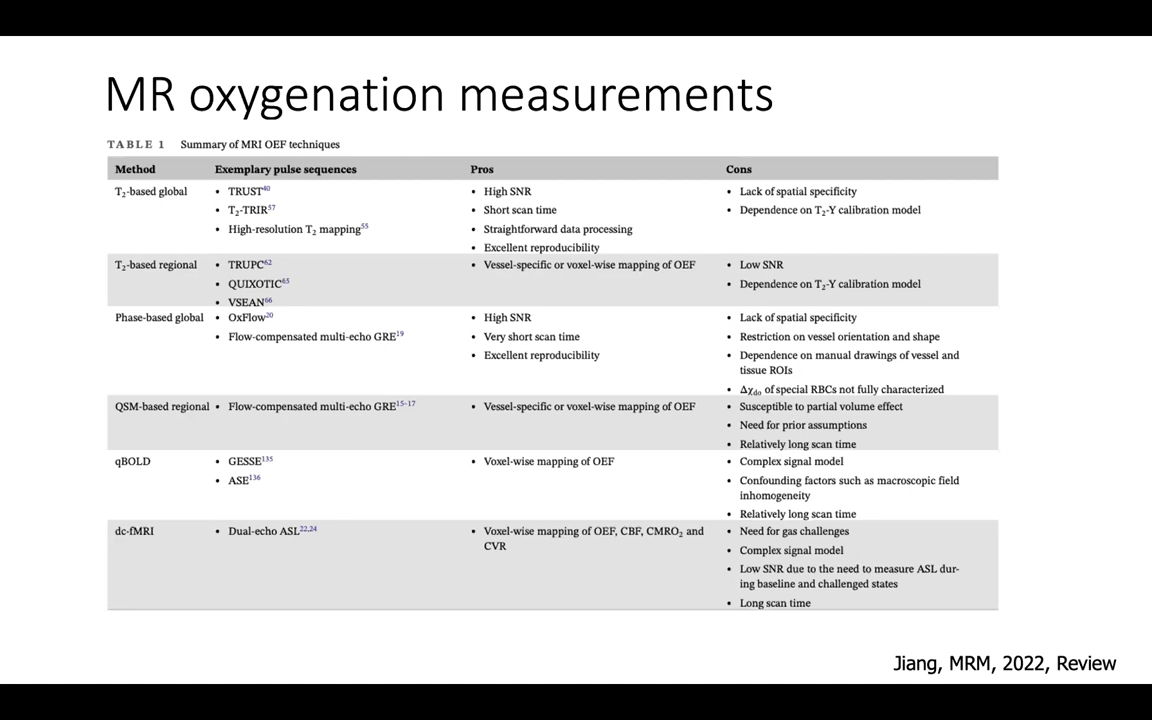 MR oxygenation measurements
TABLE 1 Summary of MRI OEF techniques
Method Exemplary pulse sequences Pros Cons
T₂-based global • TRUST⁴⁰ • High SNR • Lack of spatial specificity
• T₂-TRIR⁵⁷ • Short scan time • Dependence on T₂-Y calibration model
• High-resolution T₂ mapping⁵⁵ • Straightforward data processing
• Excellent reproducibility
T₂-based regional • TRUPC⁶² • Vessel-specific or voxel-wise mapping of OEF • Low SNR
• QUIXOTIC⁶⁵ • Dependence on T₂-Y calibration model
• VSEAN⁶⁶
Phase-based global • OxFlow²⁰ • High SNR • Lack of spatial specificity
• Flow-compensated multi-echo GRE¹⁹ • Very short scan time • Restriction on vessel orientation and shape
• Excellent reproducibility • Dependence on manual drawings of vessel and
tissue ROIs
• Δχdo of special RBCs not fully characterized
QSM-based regional • Flow-compensated multi-echo GRE¹⁵⁻¹⁷ • Vessel-specific or voxel-wise mapping of OEF • Susceptible to partial volume effect
• Need for prior assumptions
• Relatively long scan time
qBOLD • GESSE¹³⁵ • Voxel-wise mapping of OEF • Complex signal model
• ASE¹³⁶ • Confounding factors such as macroscopic field
inhomogeneity
• Relatively long scan time
dc-fMRI • Dual-echo ASL²²,²⁴ • Voxel-wise mapping of OEF, CBF, CMRO₂ and • Need for gas challenges
CVR • Complex signal model
• Low SNR due to the need to measure ASL dur-
ing baseline and challenged states
• Long scan time
Jiang, MRM, 2022, Review